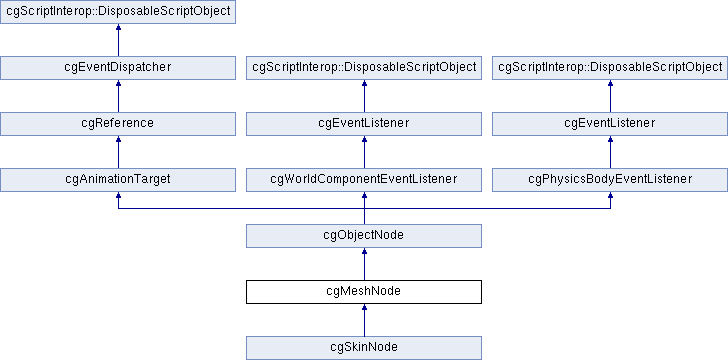 cgScriptInterop::DisposableScriptObject
cgEventDispatcher
cgScriptInterop::DisposableScriptObject
cgScriptInterop::DisposableScriptObject
cgReference
cgEventListener
cgEventListener
cgAnimationTarget
cgWorldComponentEventListener
cgPhysicsBodyEventListener
cgObjectNode
cgMeshNode
cgSkinNode